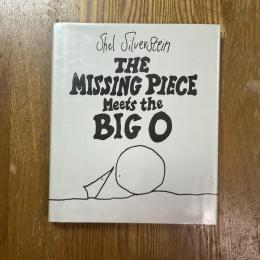 Shel Silverstein
THE
MISSING PIECE
Meets the
BIG O